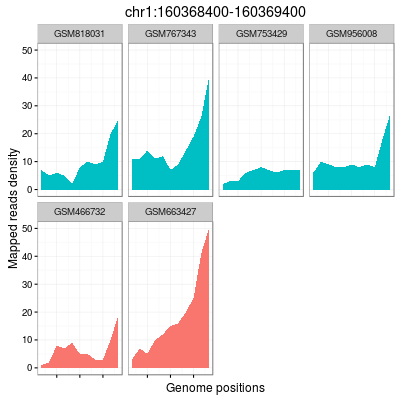 chr1:160368400-160369400
GSM818031 GSM767343 GSM753429 GSM956008
50
40
30
20
10
0
GSM466732 GSM663427
50
40
30
20
10
0
Mapped reads density
Genome positions